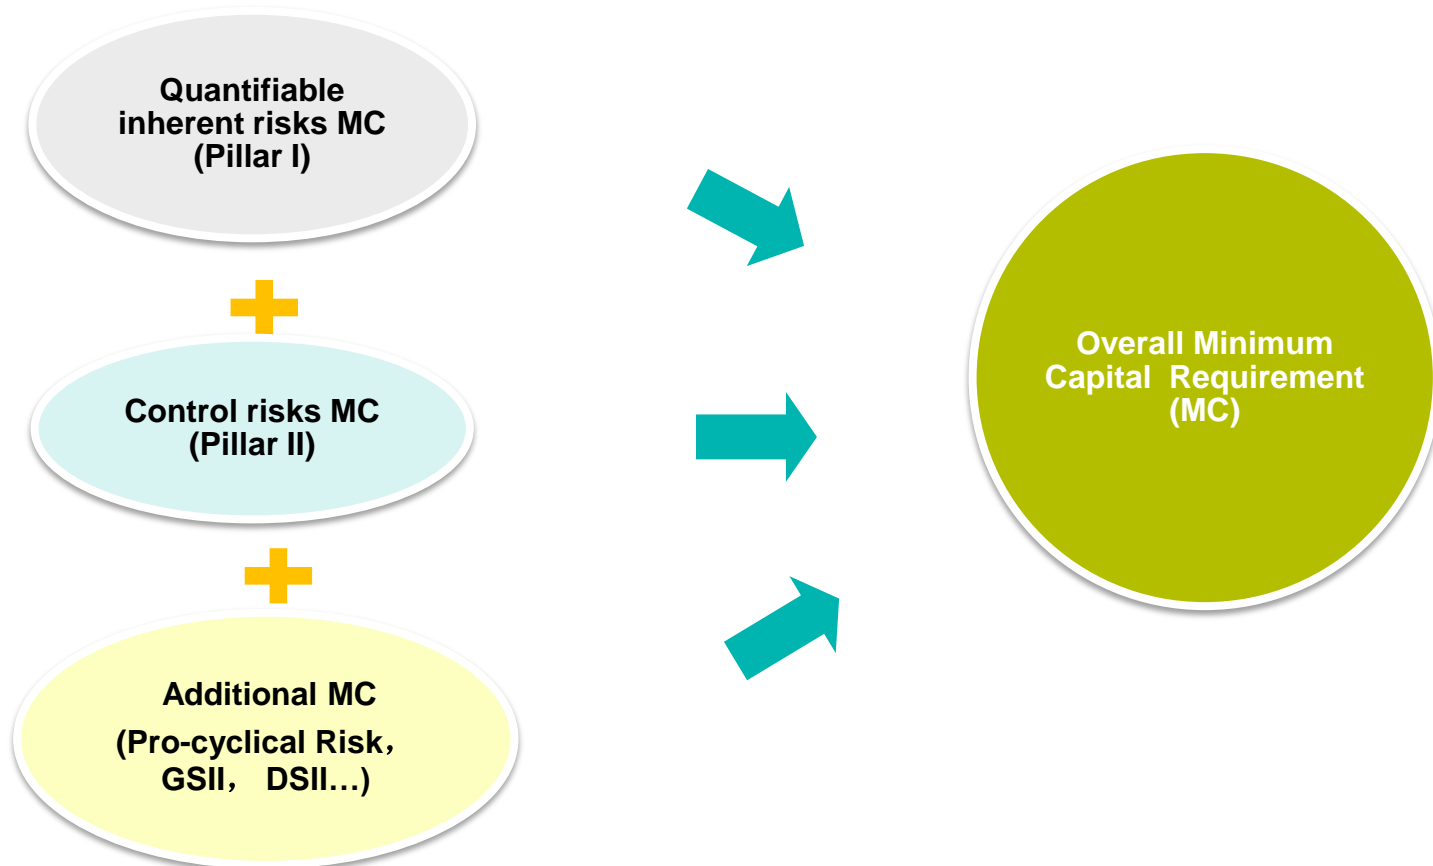 Quantifiable
inherent risks MC
(Pillar I)
Control risks MC
(Pillar II)
Additional MC
(Pro-cyclical Risk，
GSII， DSII…)
Overall Minimum
Capital Requirement
(MC)